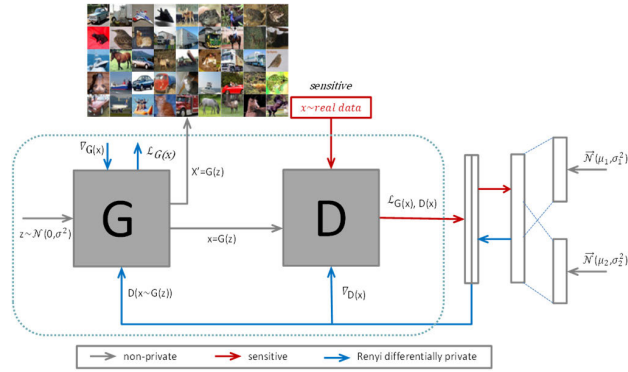 sensitive
x~real data
∇G(x)
ℒG(x)
X'=G(z)
G
D
ℒG(x), D(x)
N⃗(μ₁,σ₁²)
z~𝒩(0,σ²)
x=G(z)
D(x~G(z))
∇D(x)
N⃗(μ₂,σ₂²)
non-private
sensitive
Renyi differentially private